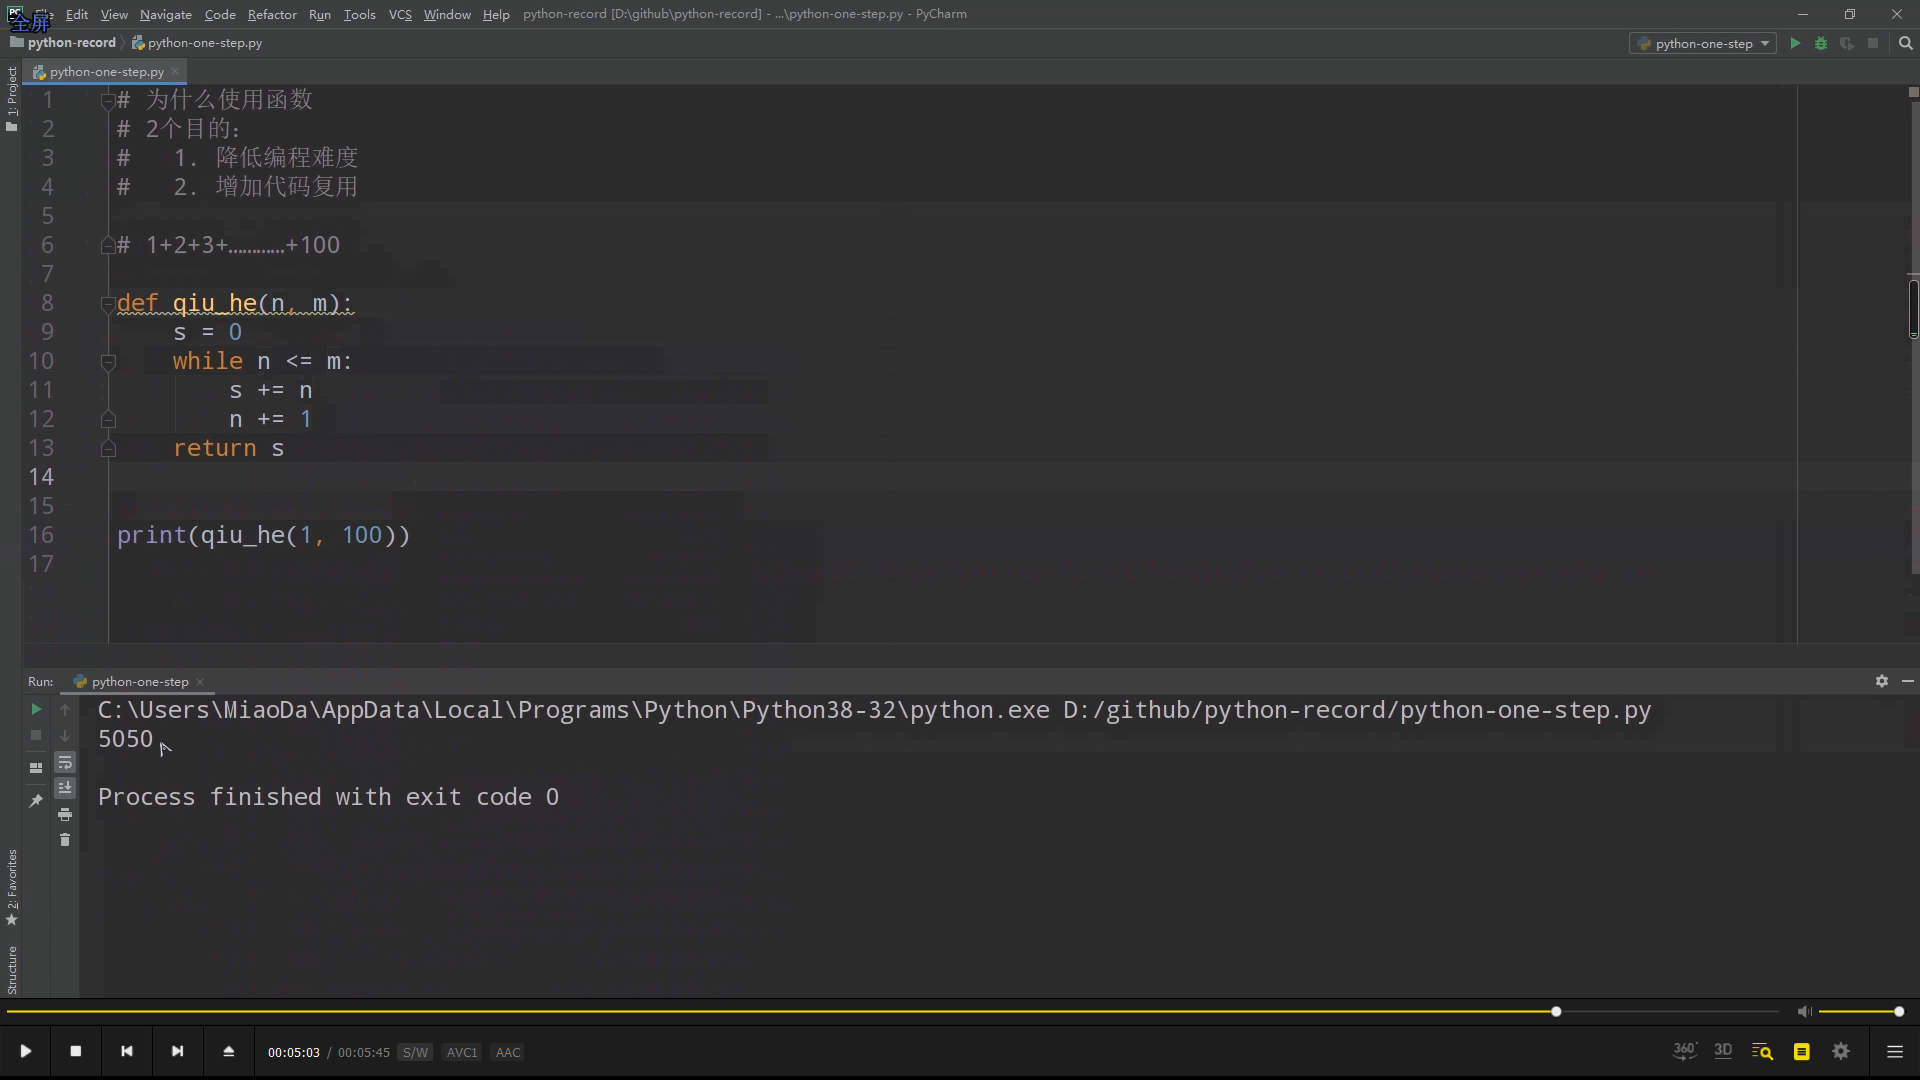 全屏
Edit View Navigate Code Refactor Run Tools VCS Window Help python-record [D:\github\python-record] - ...\python-one-step.py - PyCharm
python-record python-one-step.py python-one-step
1: Project
python-one-step.py
1 # 为什么使用函数
2 # 2个目的：
3 #   1. 降低编程难度
4 #   2. 增加代码复用
5
6 # 1+2+3+…………+100
7
8 def qiu_he(n, m):
9     s = 0
10     while n <= m:
11         s += n
12         n += 1
13     return s
14
15
16 print(qiu_he(1, 100))
17
Run: python-one-step
C:\Users\MiaoDa\AppData\Local\Programs\Python\Python38-32\python.exe D:/github/python-record/python-one-step.py
5050
Process finished with exit code 0
2: Favorites
Structure
00:05:03 / 00:05:45 S/W AVC1 AAC
360° 3D